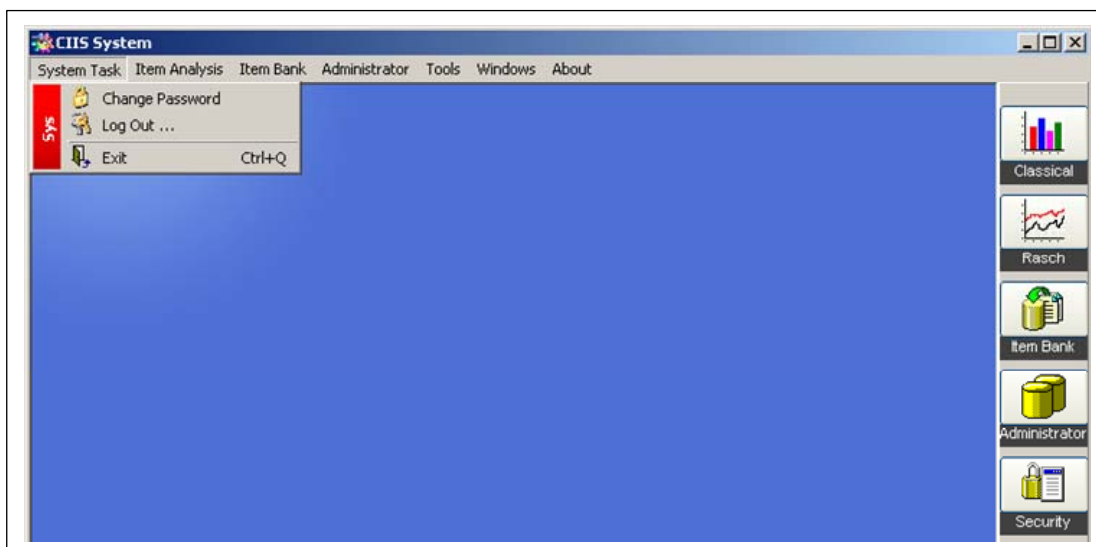 CIIS System
System Task Item Analysis Item Bank Administrator Tools Windows About
Sys
Change Password
Log Out ...
Exit Ctrl+Q
Classical
Rasch
Item Bank
Administrator
Security